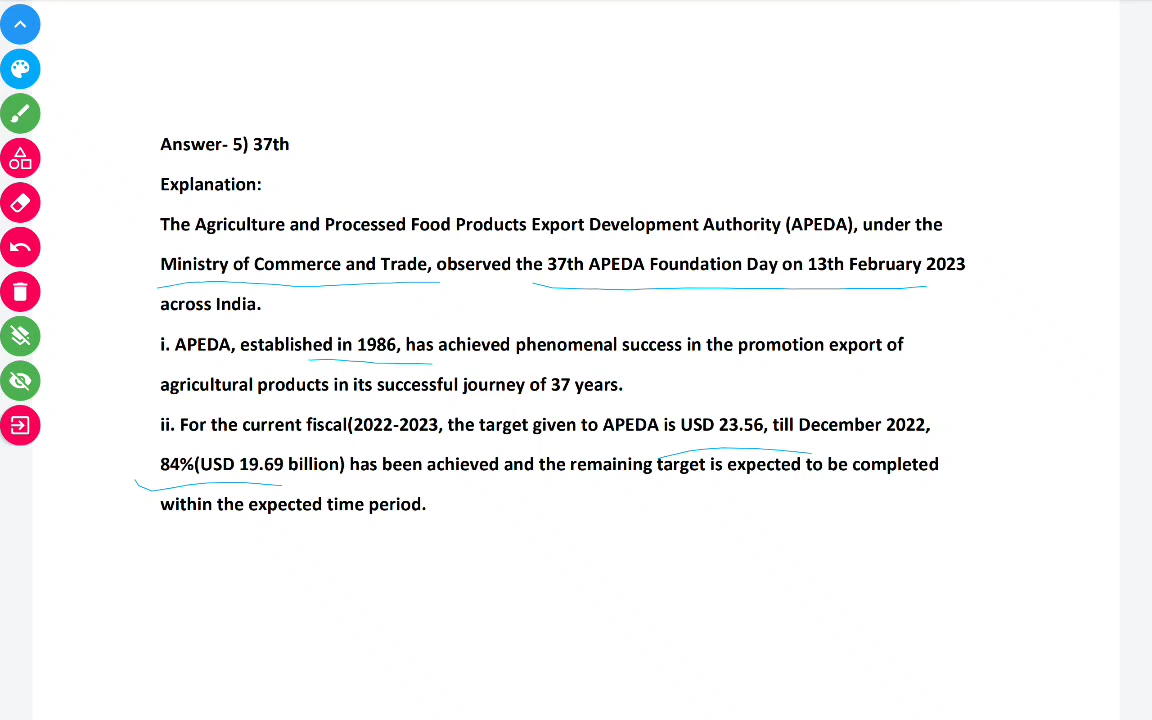 Answer- 5) 37th
Explanation:
The Agriculture and Processed Food Products Export Development Authority (APEDA), under the
Ministry of Commerce and Trade, observed the 37th APEDA Foundation Day on 13th February 2023
across India.
i. APEDA, established in 1986, has achieved phenomenal success in the promotion export of
agricultural products in its successful journey of 37 years.
ii. For the current fiscal(2022-2023, the target given to APEDA is USD 23.56, till December 2022,
84%(USD 19.69 billion) has been achieved and the remaining target is expected to be completed
within the expected time period.